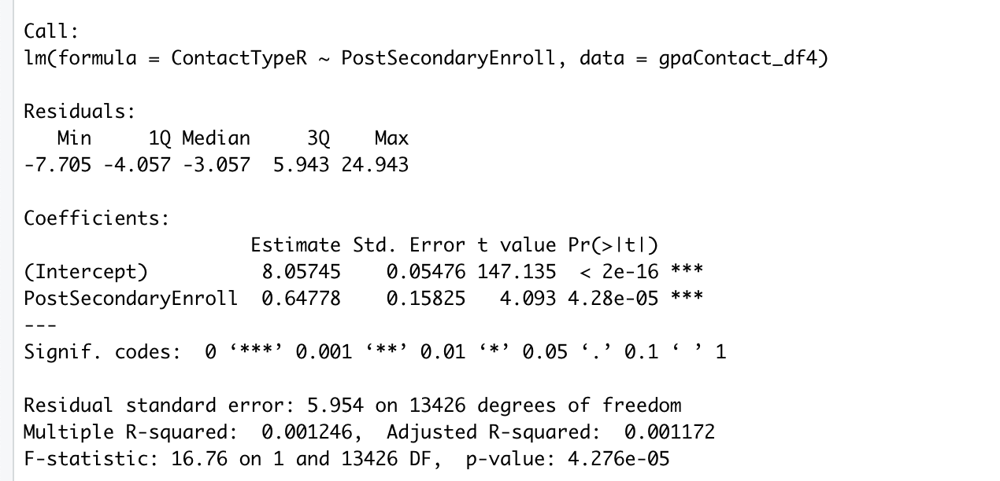 Call:
lm(formula = ContactTypeR ~ PostSecondaryEnroll, data = gpaContact_df4)
Residuals:
Min 1Q Median 3Q Max
-7.705 -4.057 -3.057 5.943 24.943
Coefficients:
Estimate Std. Error t value Pr(>|t|)
(Intercept) 8.05745 0.05476 147.135 < 2e-16 ***
PostSecondaryEnroll 0.64778 0.15825 4.093 4.28e-05 ***
---
Signif. codes: 0 ‘***’ 0.001 ‘**’ 0.01 ‘*’ 0.05 ‘.’ 0.1 ‘ ’ 1
Residual standard error: 5.954 on 13426 degrees of freedom
Multiple R-squared: 0.001246, Adjusted R-squared: 0.001172
F-statistic: 16.76 on 1 and 13426 DF, p-value: 4.276e-05